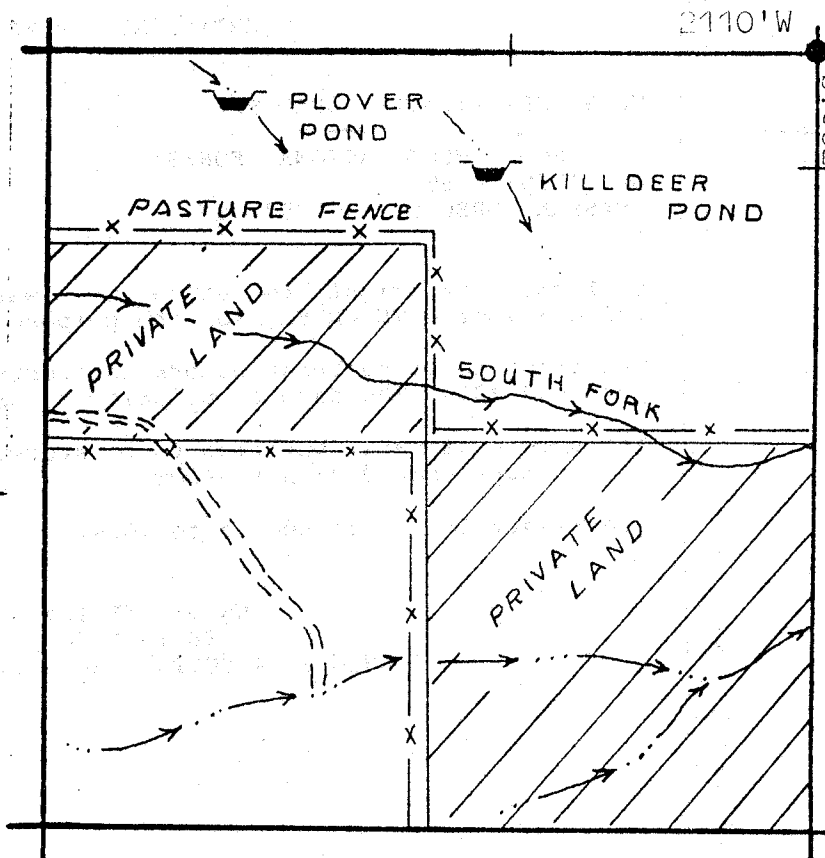 2110'W
PLOVER
POND
KILLDEER
POND
PASTURE FENCE
PRIVATE
LAND
SOUTH FORK
PRIVATE
LAND